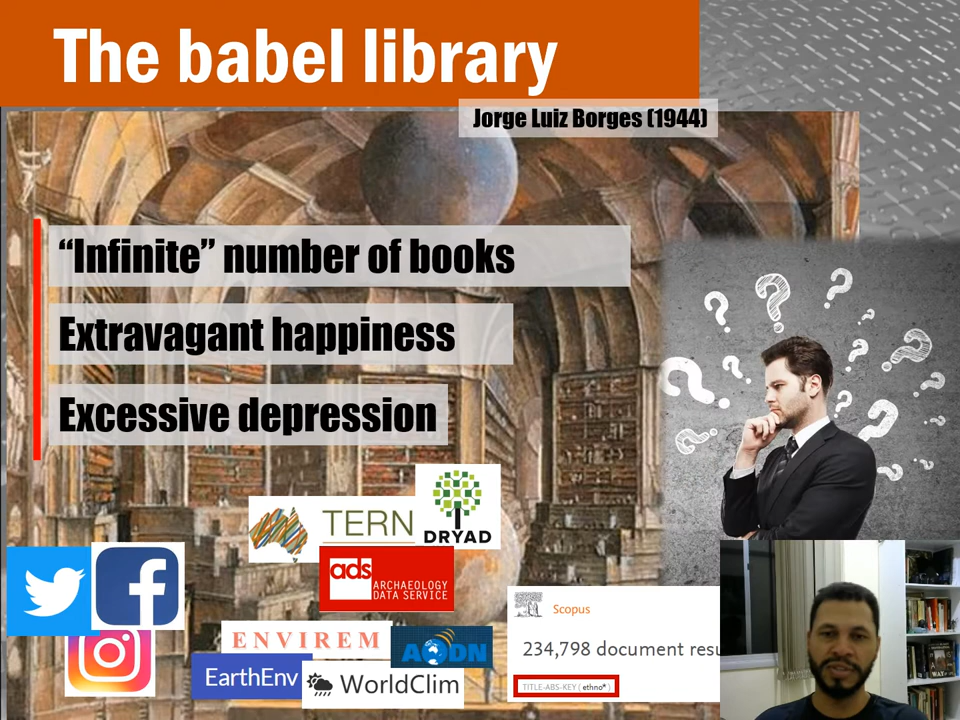 The babel library
Jorge Luiz Borges (1944)
“Infinite” number of books
Extravagant happiness
Excessive depression
TERN
DRYAD
ads
ARCHAEOLOGY
DATA SERVICE
ENVIREM
AODN
EarthEnv
WorldClim
Scopus
234,798 document resu
TITLE-ABS-KEY ( ethno* )